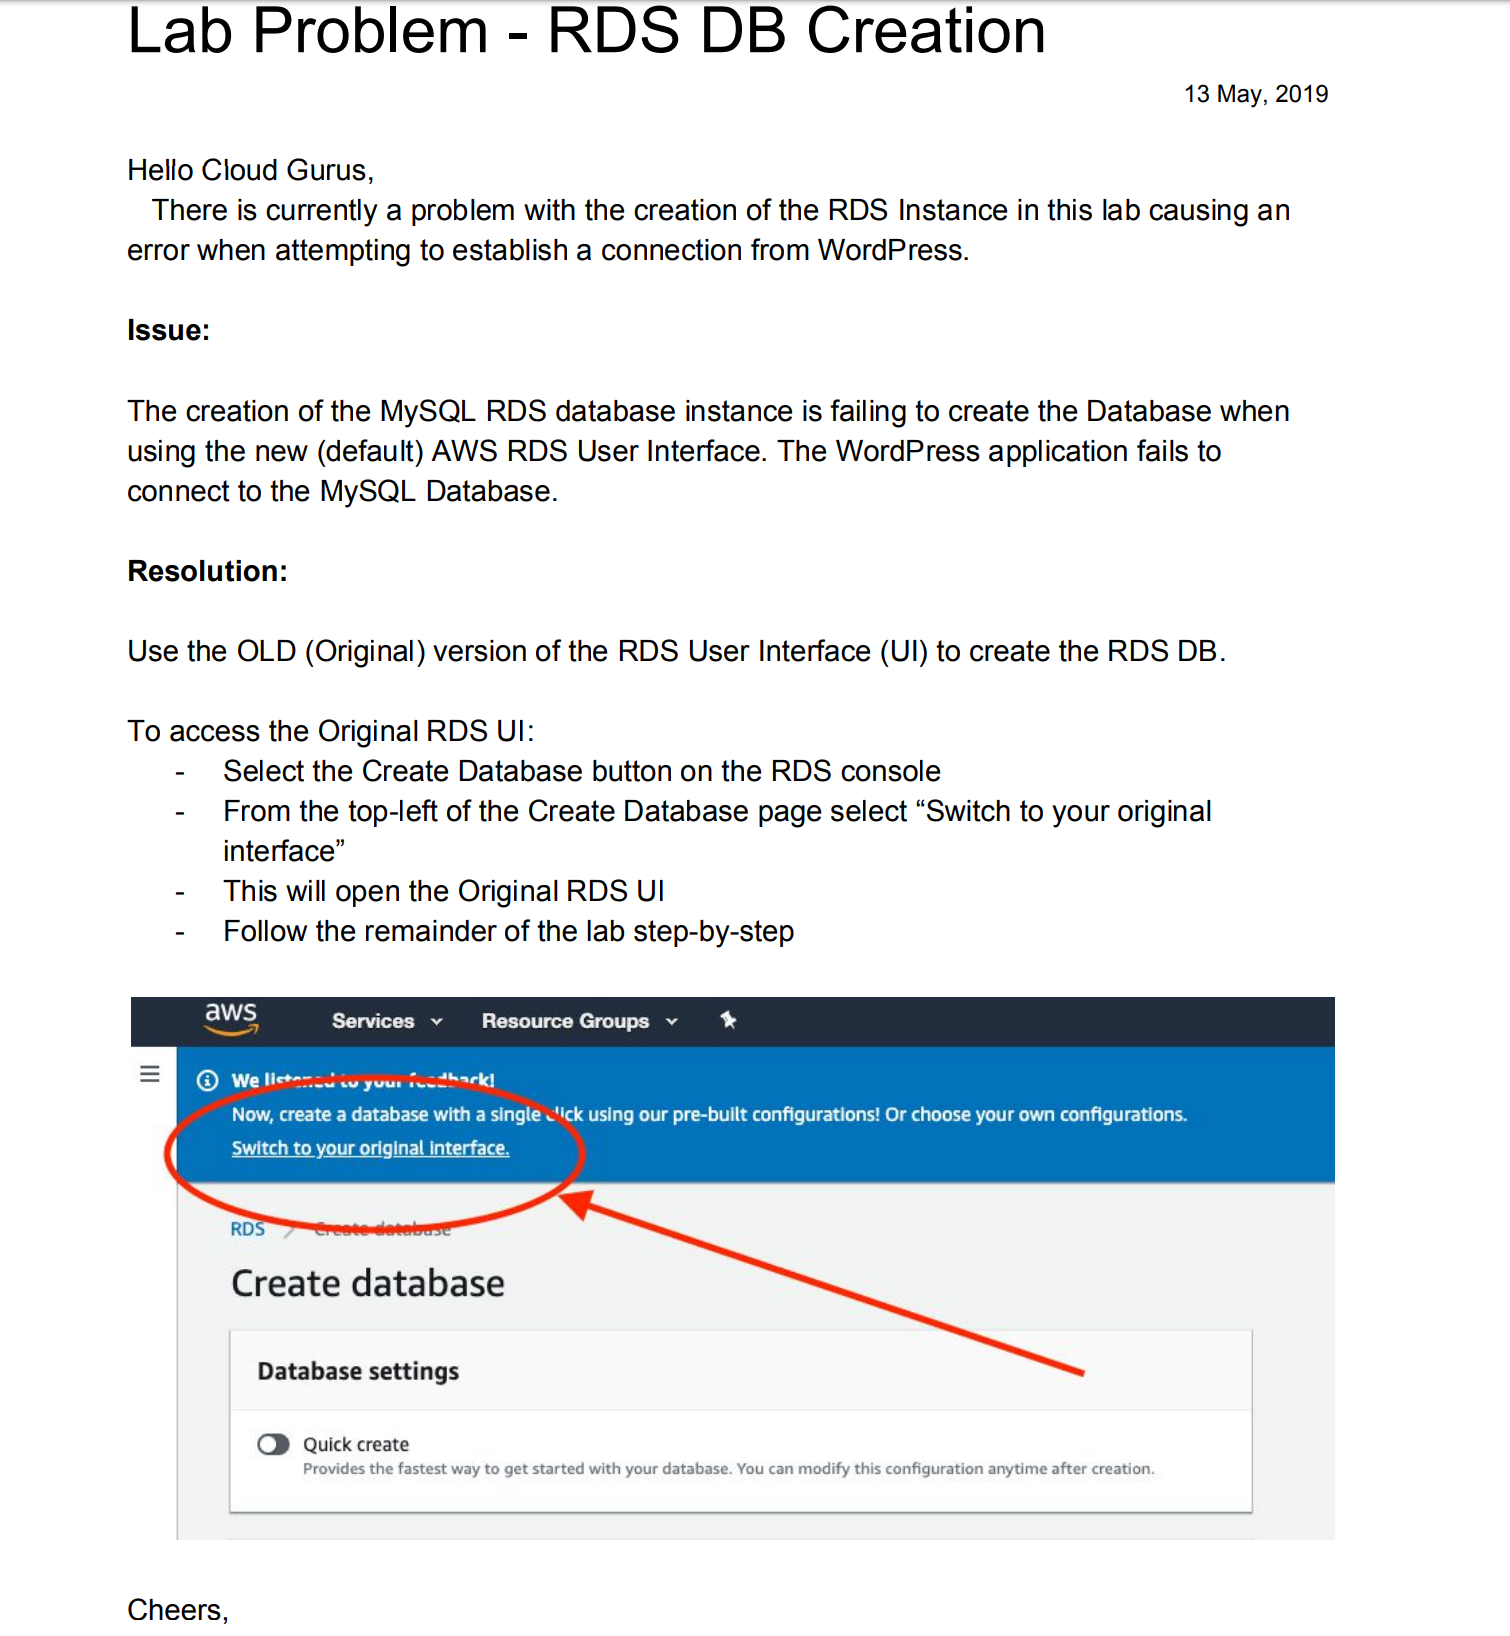 Lab Problem - RDS DB Creation
13 May, 2019
Hello Cloud Gurus,
There is currently a problem with the creation of the RDS Instance in this lab causing an
error when attempting to establish a connection from WordPress.
Issue:
The creation of the MySQL RDS database instance is failing to create the Database when
using the new (default) AWS RDS User Interface. The WordPress application fails to
connect to the MySQL Database.
Resolution:
Use the OLD (Original) version of the RDS User Interface (UI) to create the RDS DB.
To access the Original RDS UI:
- Select the Create Database button on the RDS console
- From the top-left of the Create Database page select “Switch to your original
interface”
- This will open the Original RDS UI
- Follow the remainder of the lab step-by-step
aws Services Resource Groups
We listened to your feedback!
Now, create a database with a single click using our pre-built configurations! Or choose your own configurations.
Switch to your original interface.
RDS Create database
Create database
Database settings
Quick create
Provides the fastest way to get started with your database. You can modify this configuration anytime after creation.
Cheers,